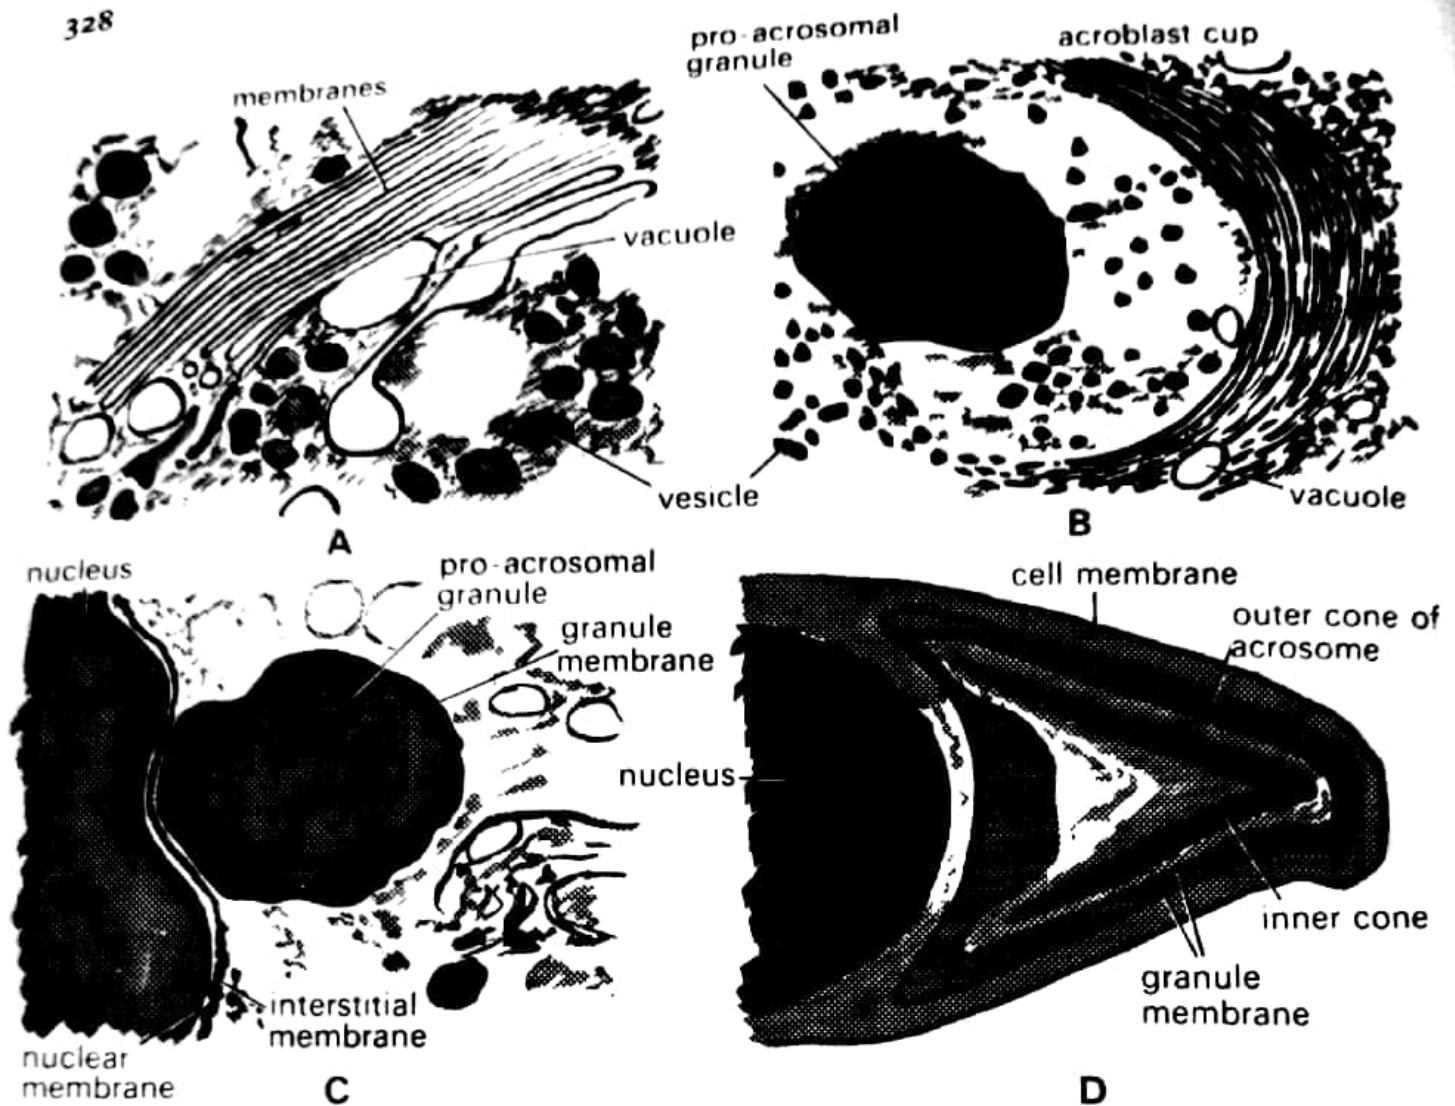 328
membranes
vacuole
vesicle
A
pro-acrosomal
granule
acroblast cup
vacuole
B
nucleus
pro-acrosomal
granule
granule
membrane
interstitial
membrane
nuclear
membrane
C
cell membrane
outer cone of
acrosome
nucleus
inner cone
granule
membrane
D